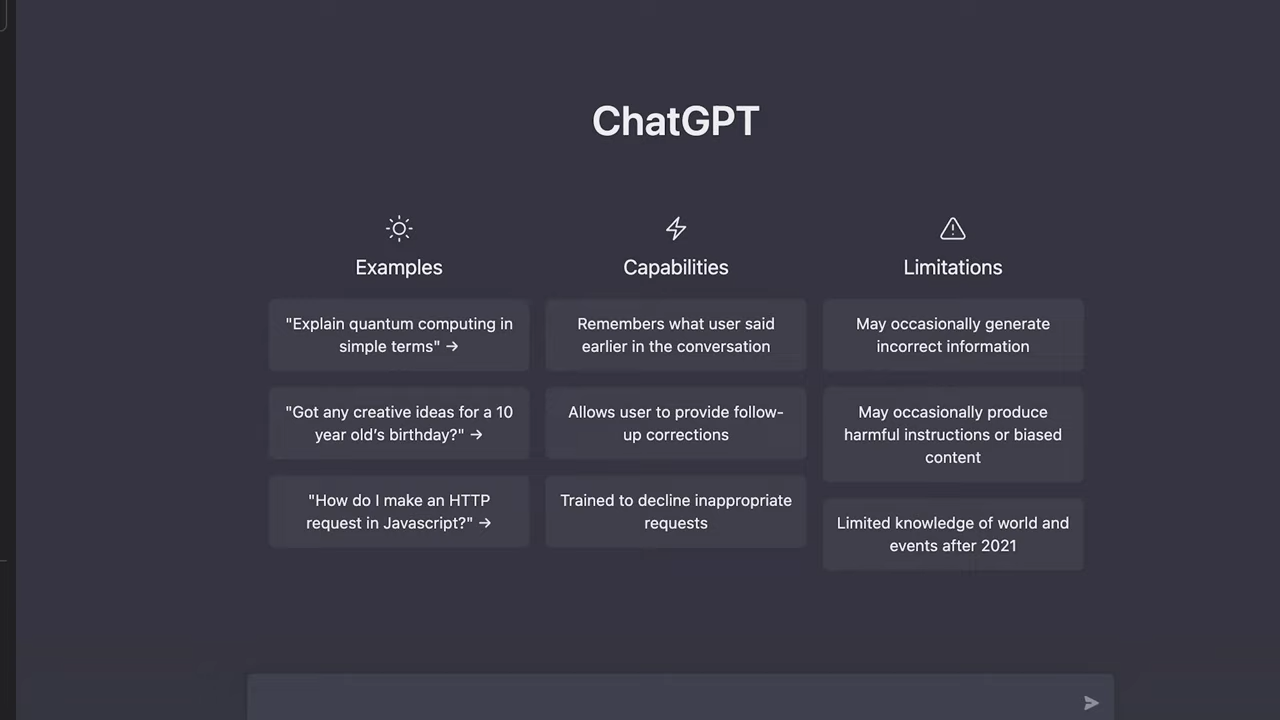 ChatGPT
Examples
"Explain quantum computing in
simple terms" →
"Got any creative ideas for a 10
year old’s birthday?" →
"How do I make an HTTP
request in Javascript?" →
Capabilities
Remembers what user said
earlier in the conversation
Allows user to provide follow-
up corrections
Trained to decline inappropriate
requests
Limitations
May occasionally generate
incorrect information
May occasionally produce
harmful instructions or biased
content
Limited knowledge of world and
events after 2021